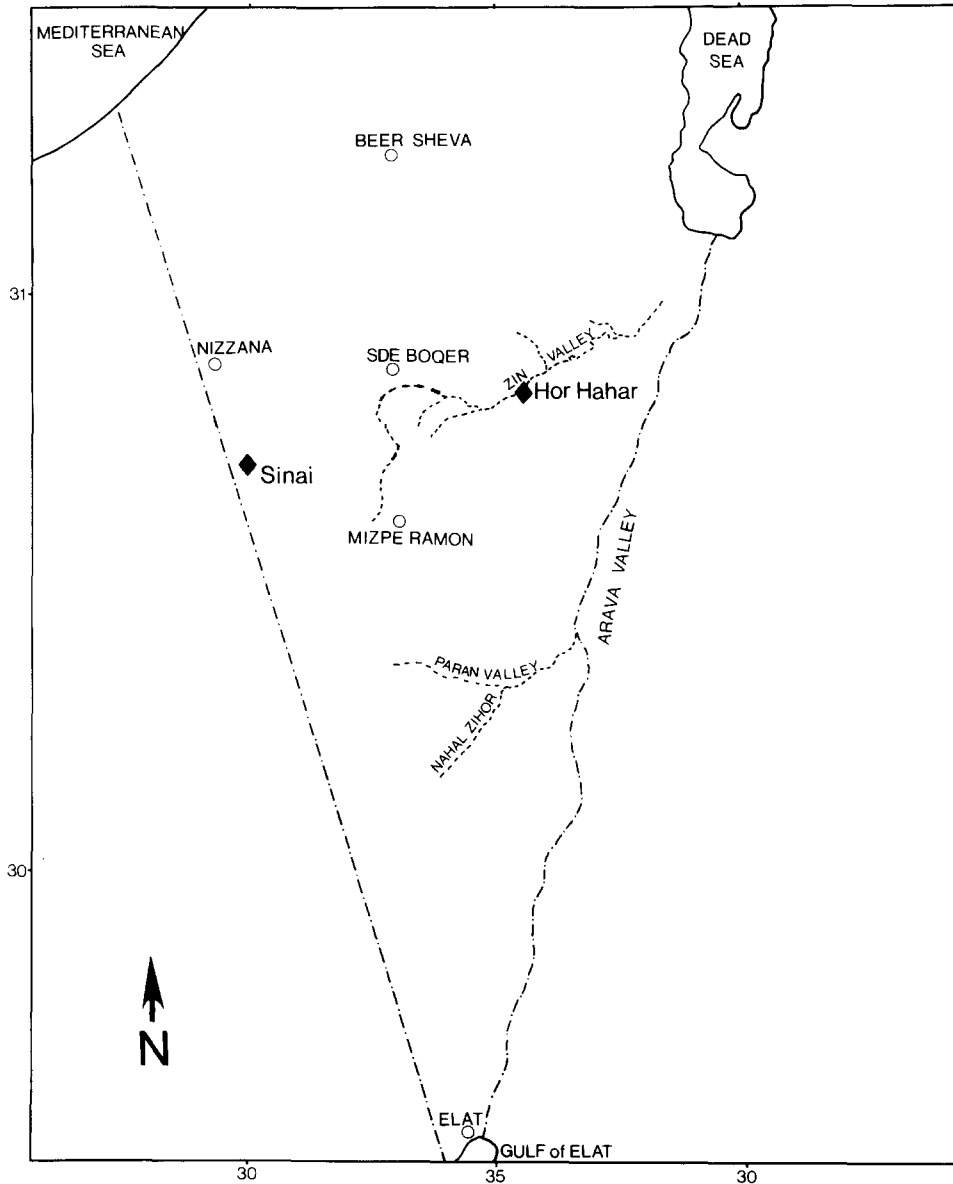 MEDITERRANEAN
SEA
DEAD
SEA
BEER SHEVA
31
NIZZANA
SDE BOQER
ZIN VALLEY
Hor Hahar
Sinai
MIZPE RAMON
ARAVA VALLEY
PARAN VALLEY
NAHAL ZIHOR
30
N
ELAT
GULF of ELAT
30
35
30